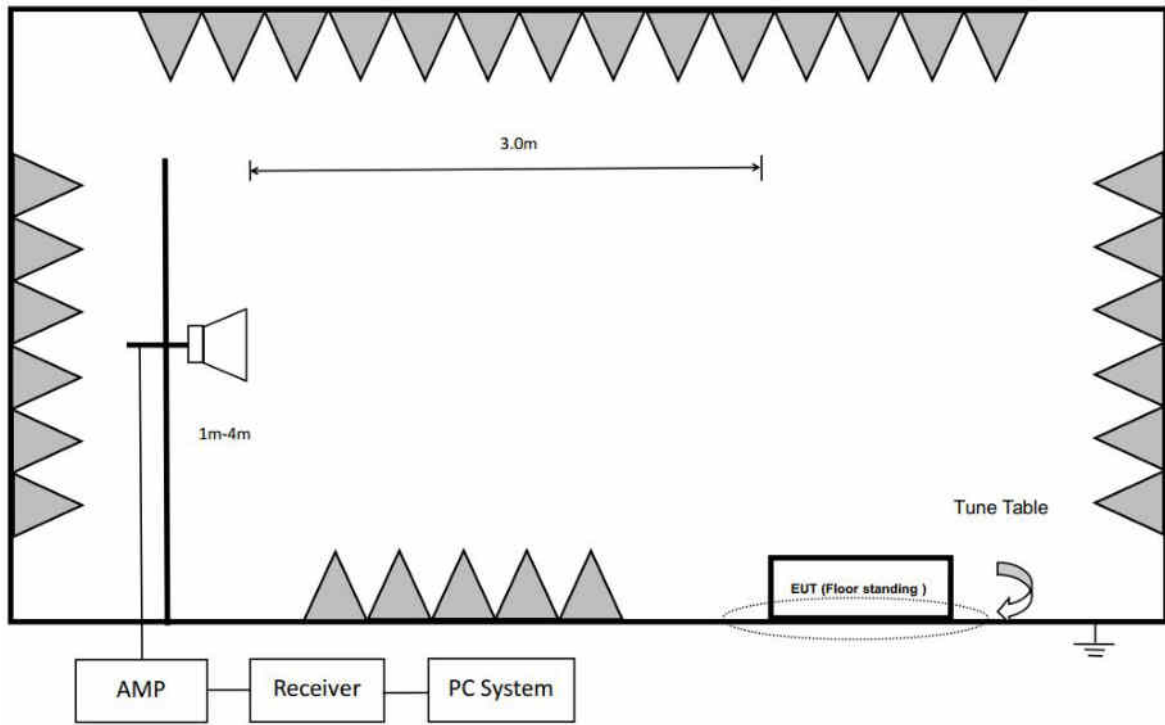 3.0m
1m-4m
Tune Table
EUT (Floor standing )
AMP
Receiver
PC System